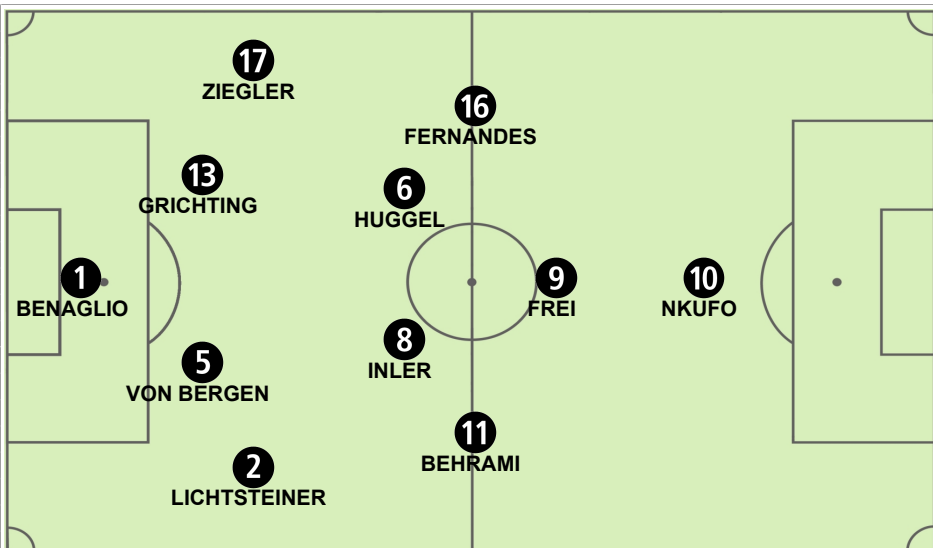 17
ZIEGLER
16
FERNANDES
13
GRICHTING
6
HUGGEL
1
BENAGLIO
9
FREI
10
NKUFO
8
INLER
5
VON BERGEN
11
BEHRAMI
2
LICHTSTEINER